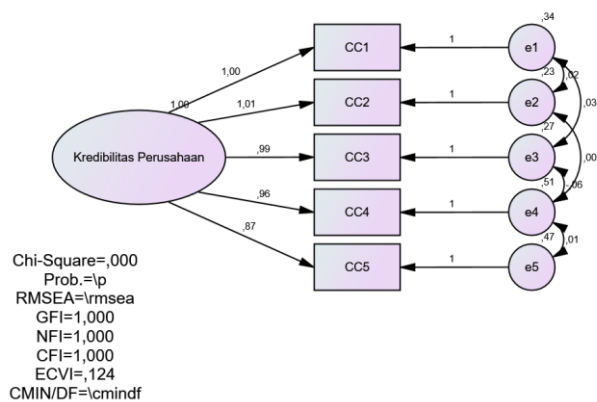 ,34
CC1
1
e1
1,00
,23
,02
1,00
1,01
CC2
1
e2
,03
,27
Kredibilitas Perusahaan
,99
CC3
1
e3
,00
,51
-,06
,96
CC4
1
e4
,87
,47
,01
CC5
1
e5
Chi-Square=,000
Prob.=\p
RMSEA=\rmsea
GFI=1,000
NFI=1,000
CFI=1,000
ECVI=,124
CMIN/DF=\cmindf